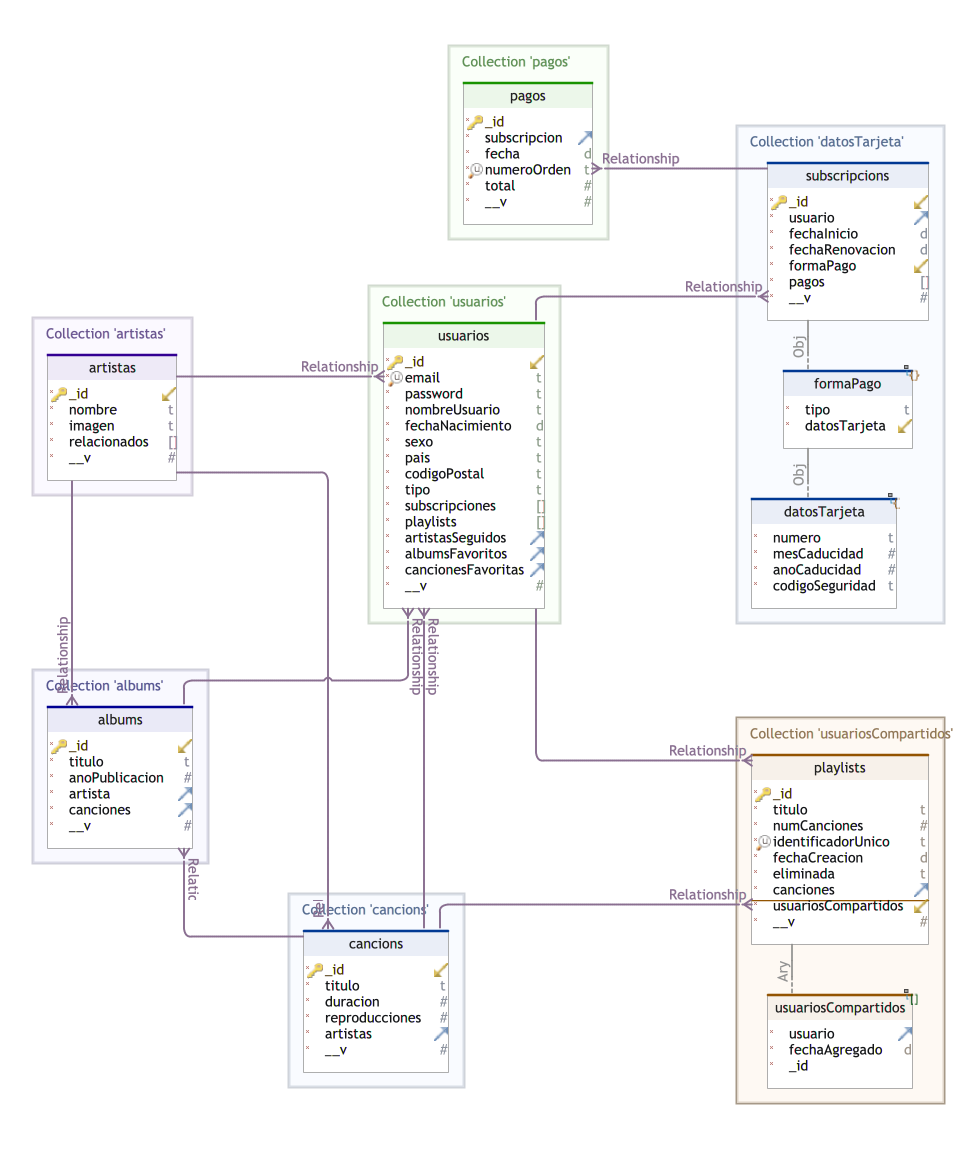 Collection 'pagos'
pagos
_id
subscripcion
fecha d
numeroOrden t
total #
__v #
Relationship
Collection 'datosTarjeta'
subscripcions
_id
usuario
fechaInicio d
fechaRenovacion d
formaPago
pagos []
__v #
Relationship
Obj
formaPago
{}
tipo t
datosTarjeta
Obj
datosTarjeta
numero t
mesCaducidad #
anoCaducidad #
codigoSeguridad t
Collection 'usuarios'
usuarios
_id
email t
password t
nombreUsuario t
fechaNacimiento d
sexo t
pais t
codigoPostal t
tipo t
subscripciones []
playlists []
artistasSeguidos
albumsFavoritos
cancionesFavoritas
__v #
Collection 'artistas'
artistas
_id
nombre t
imagen t
relacionados []
__v #
Relationship
Relationship
Relationship
Relationship
Collection 'albums'
albums
_id
titulo t
anoPublicacion #
artista
canciones
__v #
Relatic
Collection 'cancions'
cancions
_id
titulo t
duracion #
reproducciones #
artistas
__v #
Relationship
Relationship
Collection 'usuariosCompartidos'
playlists
_id
titulo t
numCanciones #
identificadorUnico t
fechaCreacion d
eliminada t
canciones
usuariosCompartidos
__v #
Ary
usuariosCompartidos
[]
usuario
fechaAgregado d
_id